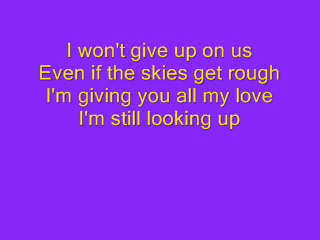 I won't give up on us
Even if the skies get rough
I'm giving you all my love
I'm still looking up